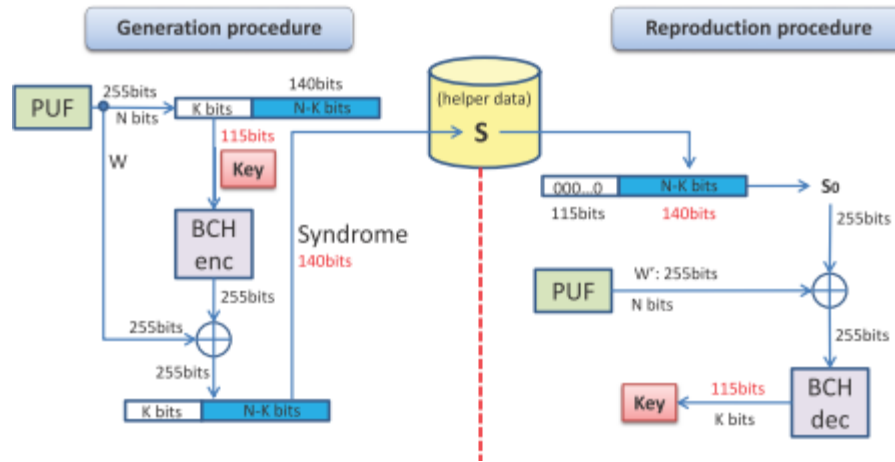 Generation procedure
Reproduction procedure
140bits
255bits
PUF
N bits
K bits
N-K bits
(helper data)
S
115bits
W
Key
000...0
N-K bits
S0
115bits
140bits
BCH
enc
Syndrome
140bits
255bits
255bits
W': 255bits
PUF
N bits
255bits
255bits
255bits
115bits
Key
K bits
BCH
dec
K bits
N-K bits